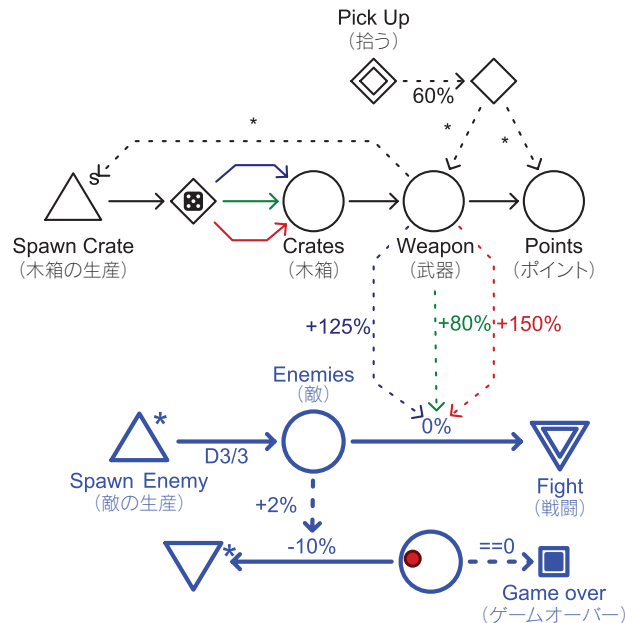 Pick Up
（拾う）
60%
*
*
*
s
Spawn Crate
（木箱の生産）
Crates
（木箱）
Weapon
（武器）
Points
（ポイント）
+125%
+80%
+150%
Enemies
（敵）
0%
*
D3/3
Spawn Enemy
（敵の生産）
Fight
（戦闘）
+2%
*
-10%
==0
Game over
（ゲームオーバー）